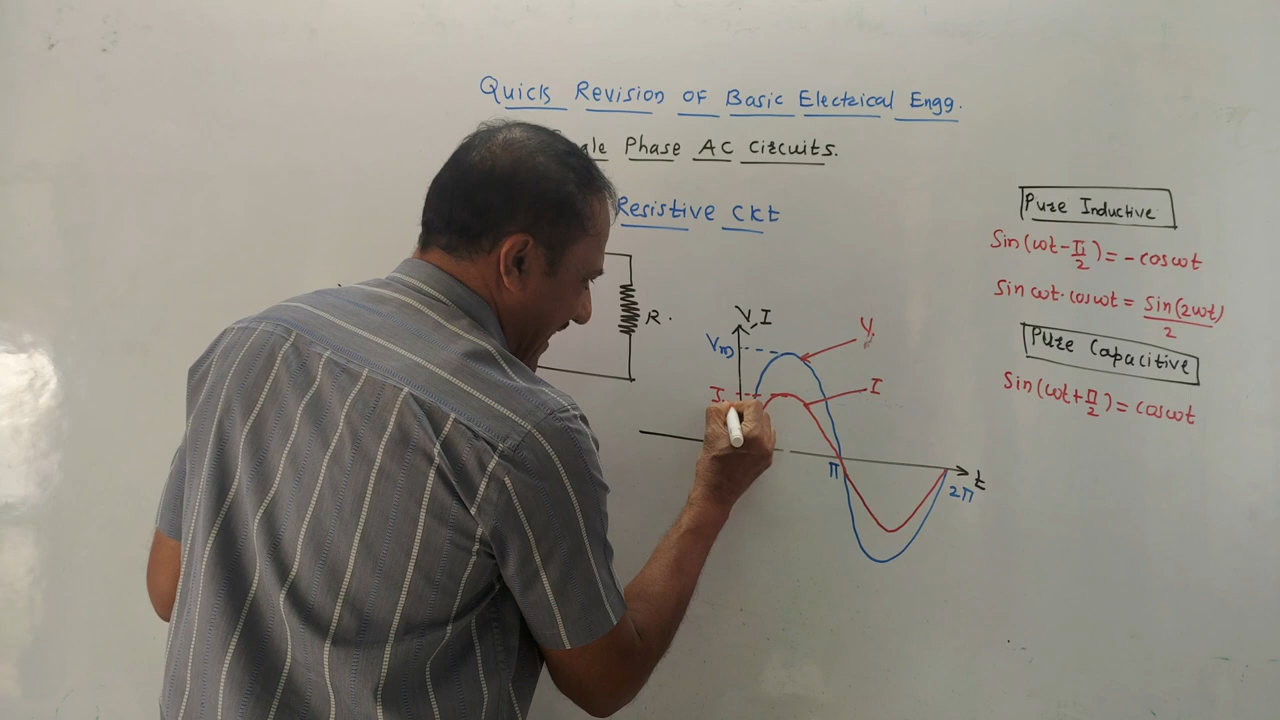 Quick Revision of Basic Electrical Engg.
Phase AC Circuits.
Resistive Ckt
R.
V, I
Vm
V.
I
I
π
2π
t
Pure Inductive
Sin(ωt-π/2) = -cosωt
Sin ωt·cosωt = Sin(2ωt)/2
Pure Capacitive
Sin(ωt+π/2) = cosωt